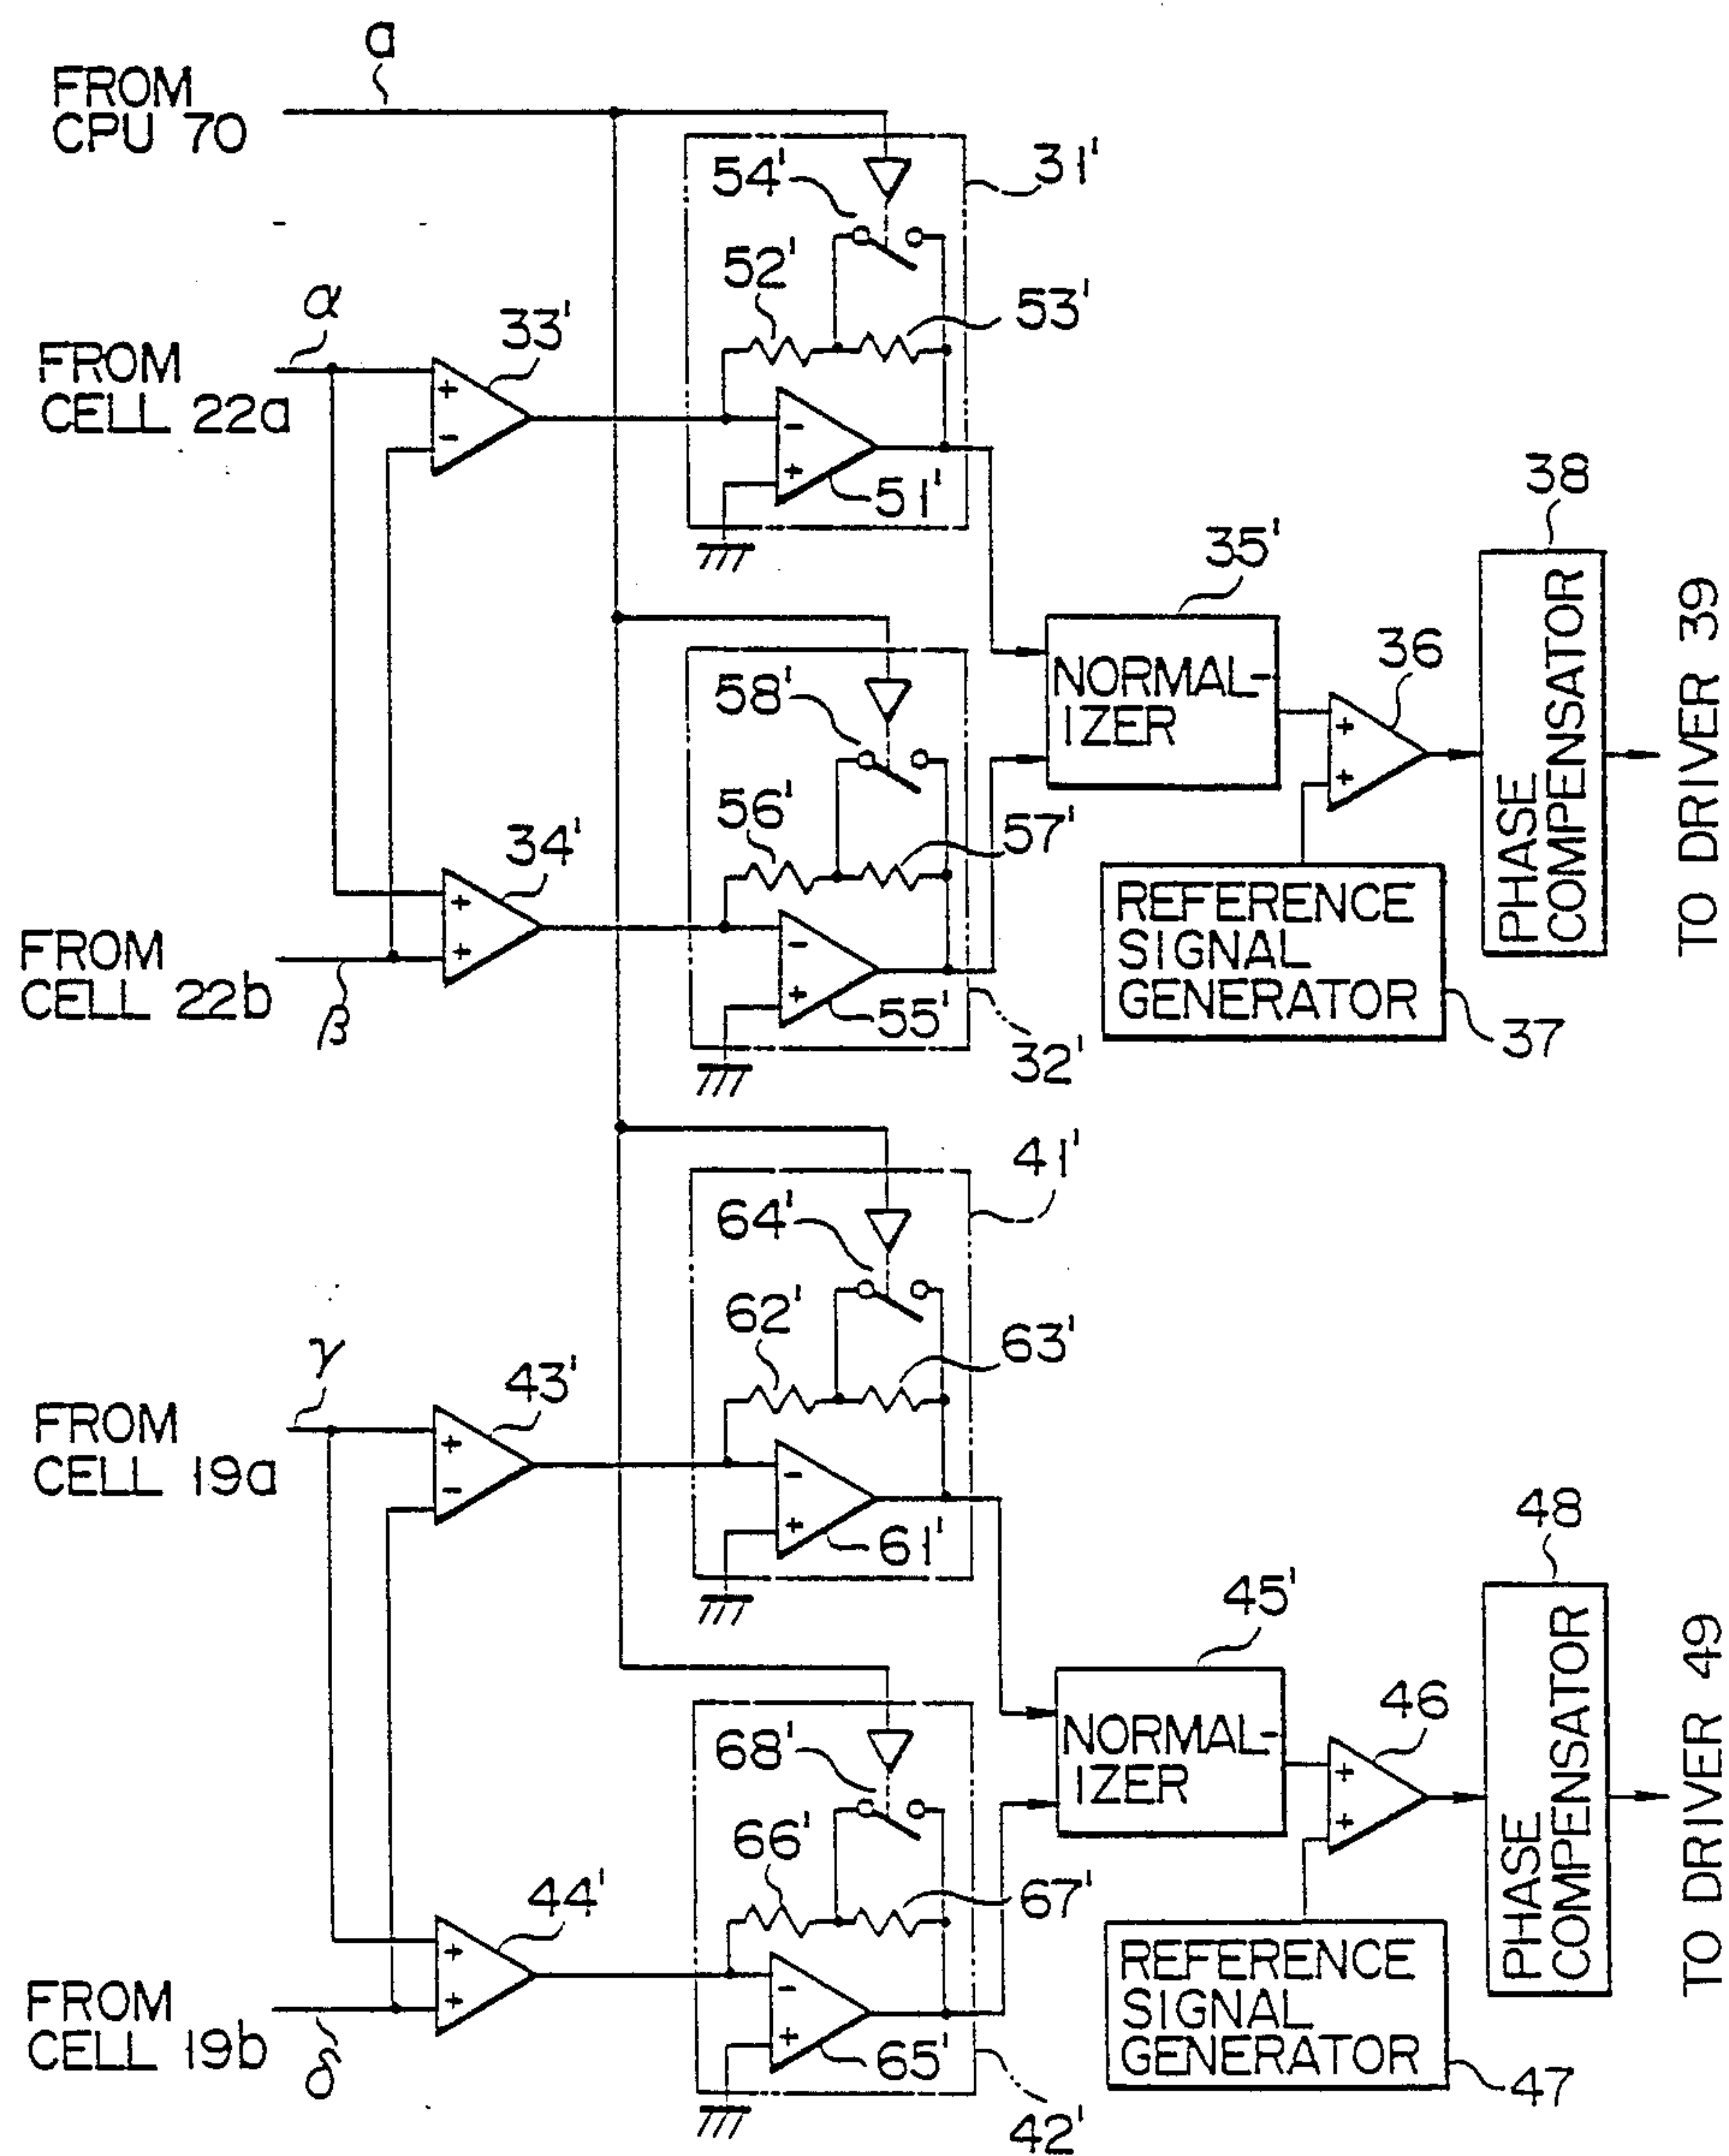 a
FROM
CPU 70
31'
54'
52'
53'
α
33'
FROM
CELL 22a
+
-
-
+
51'
38
35'
PHASE
COMPENSATOR
TO DRIVER 39
36
58'
NORMAL-
IZER
+
+
56'
57'
34'
+
+
REFERENCE
SIGNAL
GENERATOR
FROM
CELL 22b
-
+
β
55'
37
32'
41'
64'
62'
63'
γ
43'
FROM
CELL 19a
+
-
-
+
61'
48
45'
PHASE
COMPENSATOR
TO DRIVER 49
46
68'
NORMAL-
IZER
+
+
66'
67'
44'
+
+
REFERENCE
SIGNAL
GENERATOR
FROM
CELL 19b
-
+
δ
65'
47
42'